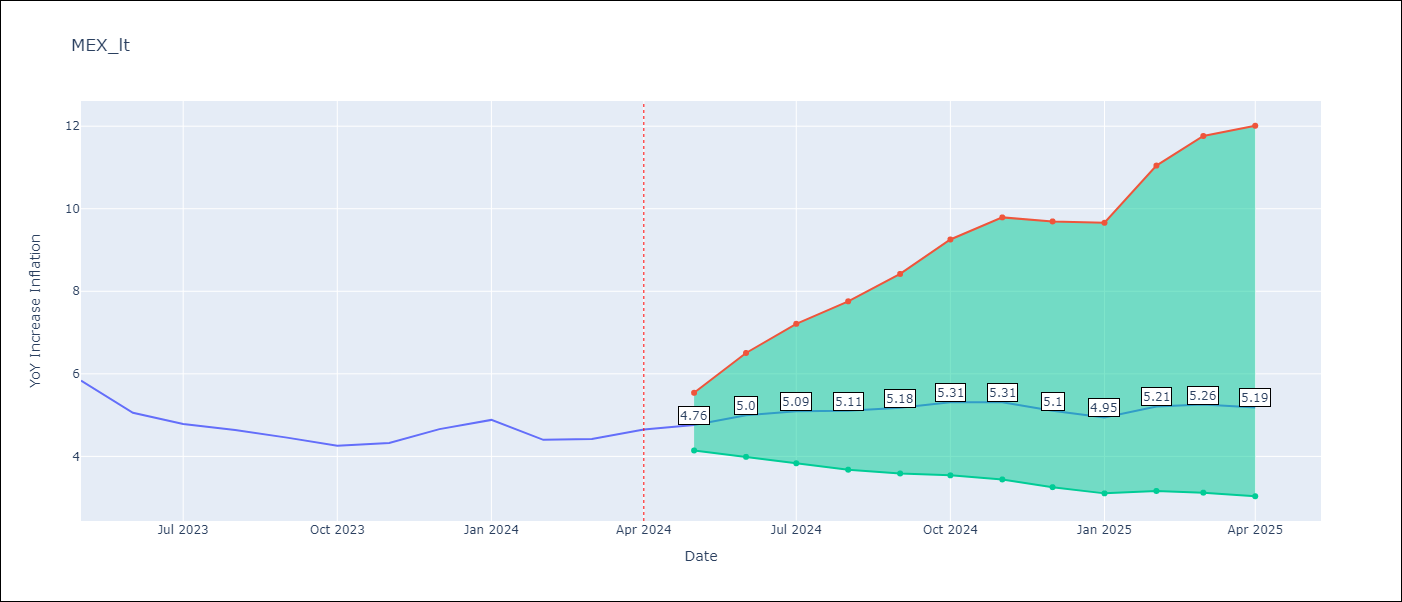 MEX_lt
12
10
8
6
4
YoY Increase Inflation
4.76
5.0
5.09
5.11
5.18
5.31
5.31
5.1
4.95
5.21
5.26
5.19
Jul 2023
Oct 2023
Jan 2024
Apr 2024
Jul 2024
Oct 2024
Jan 2025
Apr 2025
Date